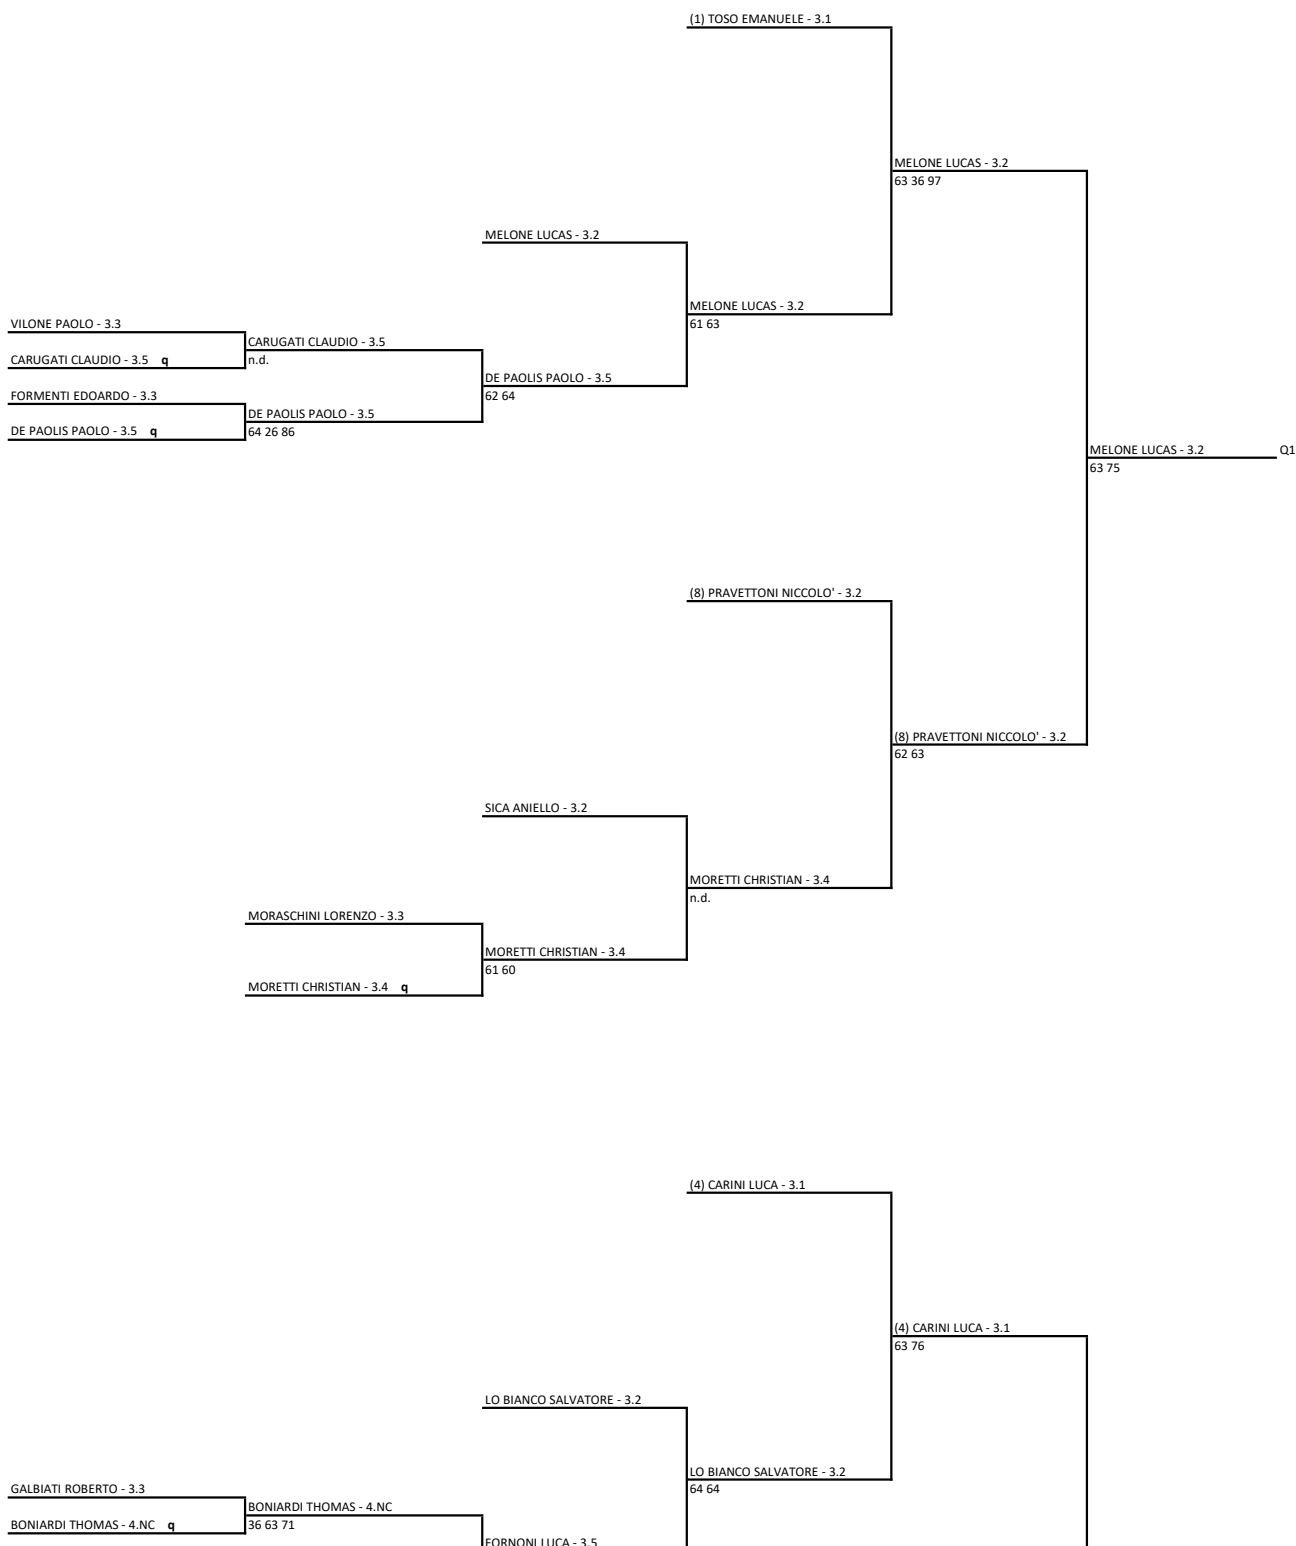 (1) TOSO EMANUELE - 3.1
MELONE LUCAS - 3.2
63 36 97
MELONE LUCAS - 3.2
MELONE LUCAS - 3.2
61 63
VILONE PAOLO - 3.3
CARUGATI CLAUDIO - 3.5
n.d.
CARUGATI CLAUDIO - 3.5 q
DE PAOLIS PAOLO - 3.5
62 64
FORMENTI EDOARDO - 3.3
DE PAOLIS PAOLO - 3.5
64 26 86
DE PAOLIS PAOLO - 3.5 q
MELONE LUCAS - 3.2 Q1
63 75
(8) PRAVETTONI NICCOLO' - 3.2
(8) PRAVETTONI NICCOLO' - 3.2
62 63
SICA ANIELLO - 3.2
MORETTI CHRISTIAN - 3.4
n.d.
MORASCHINI LORENZO - 3.3
MORETTI CHRISTIAN - 3.4
61 60
MORETTI CHRISTIAN - 3.4 q
(4) CARINI LUCA - 3.1
(4) CARINI LUCA - 3.1
63 76
LO BIANCO SALVATORE - 3.2
LO BIANCO SALVATORE - 3.2
64 64
GALBIATI ROBERTO - 3.3
BONIARDI THOMAS - 4.NC
36 63 71
BONIARDI THOMAS - 4.NC q
FORNONI LUCA - 3.5